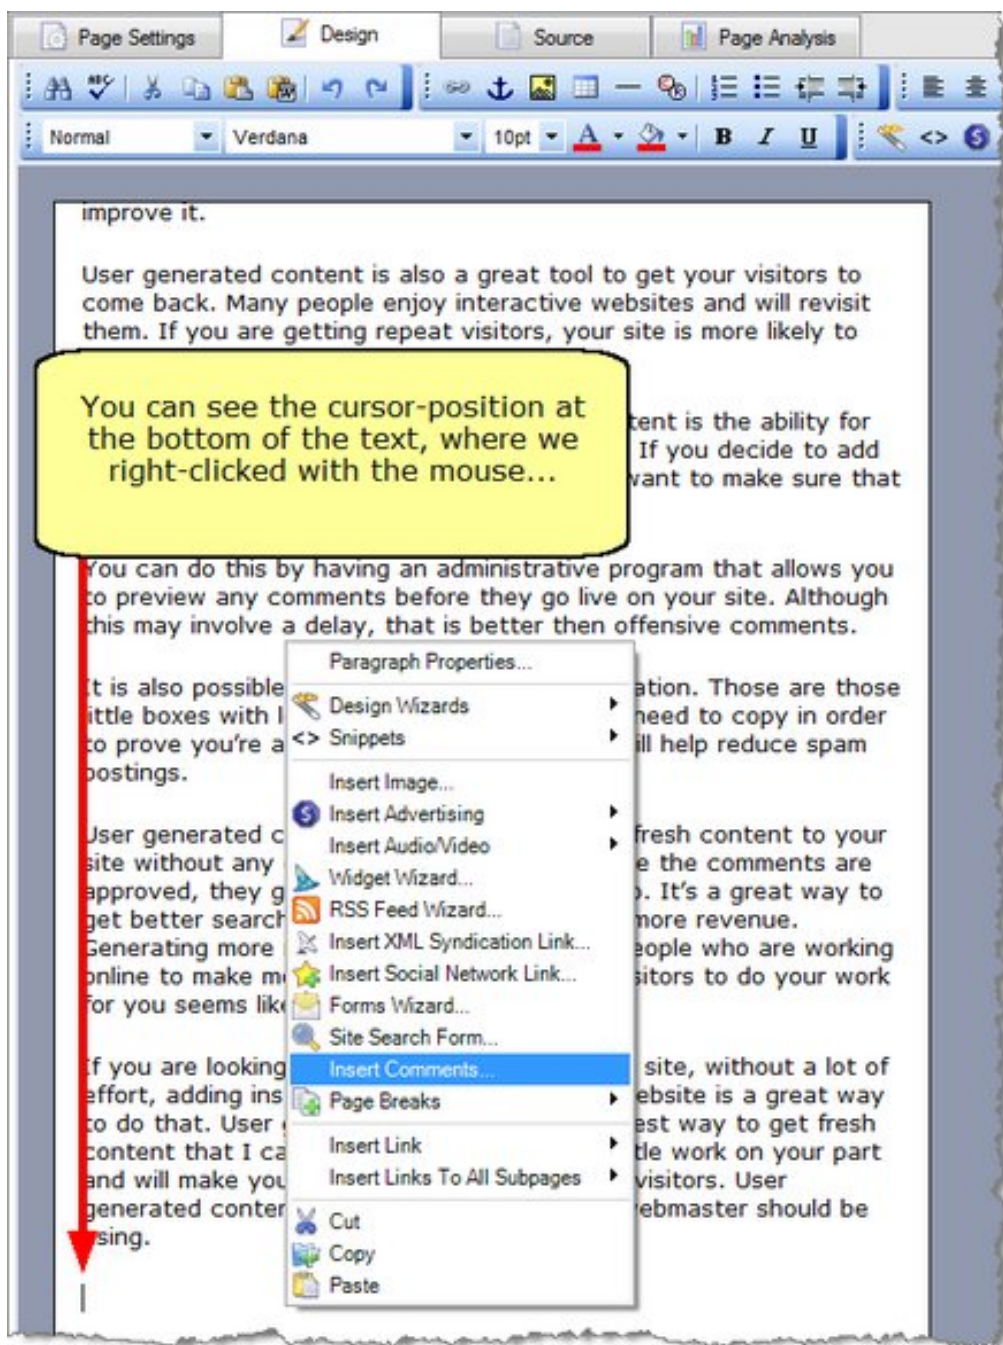 Page Settings
Design
Source
Page Analysis
ABC
Normal
Verdana
10pt
A
B I U
<>
S
improve it.
User generated content is also a great tool to get your visitors to
come back. Many people enjoy interactive websites and will revisit
them. If you are getting repeat visitors, your site is more likely to
You can see the cursor-position at
the bottom of the text, where we
right-clicked with the mouse...
tent is the ability for
If you decide to add
want to make sure that
You can do this by having an administrative program that allows you
to preview any comments before they go live on your site. Although
this may involve a delay, that is better then offensive comments.
It is also possible ation. Those are those
little boxes with l need to copy in order
to prove you're a ill help reduce spam
postings.
User generated c fresh content to your
site without any e the comments are
approved, they g o. It's a great way to
get better search more revenue.
Generating more eople who are working
online to make mo sitors to do your work
for you seems like
If you are looking site, without a lot of
effort, adding ins ebsite is a great way
to do that. User est way to get fresh
content that I ca tle work on your part
and will make you visitors. User
generated conten ebmaster should be
using.
Paragraph Properties...
Design Wizards
<> Snippets
Insert Image...
S Insert Advertising
Insert Audio/Video
Widget Wizard...
RSS Feed Wizard...
Insert XML Syndication Link...
Insert Social Network Link...
Forms Wizard...
Site Search Form...
Insert Comments...
Page Breaks
Insert Link
Insert Links To All Subpages
Cut
Copy
Paste